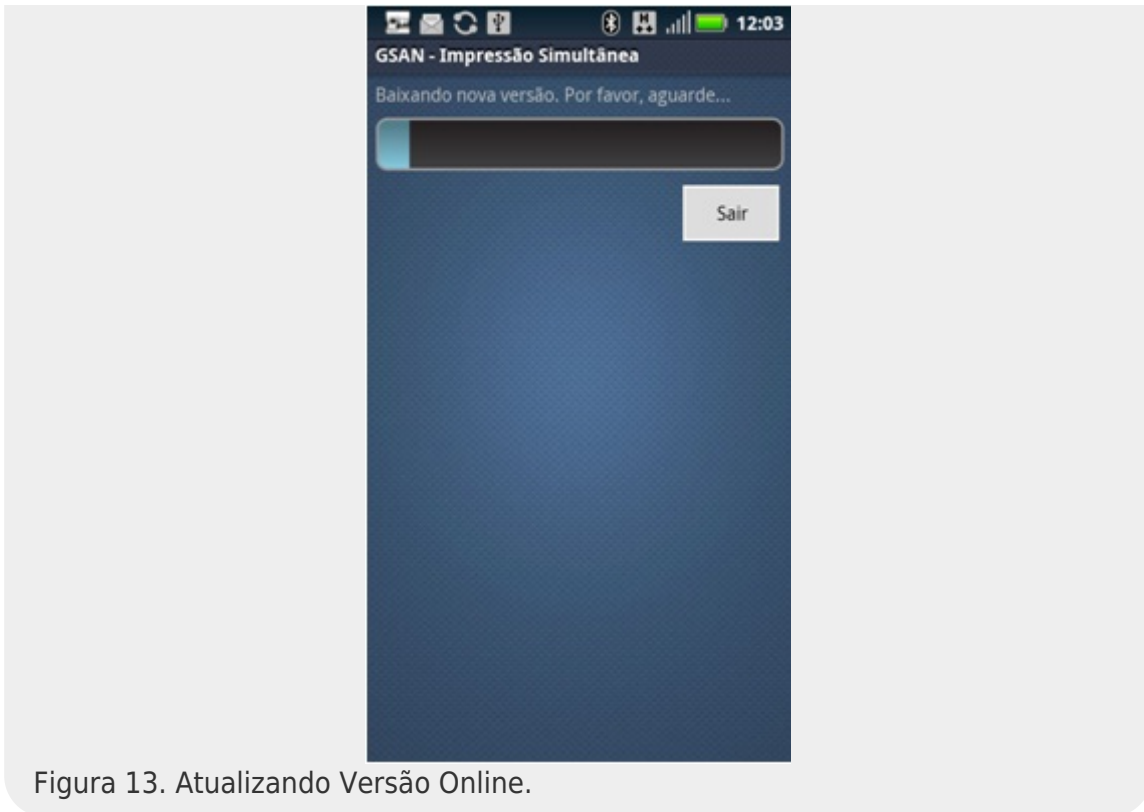 12:03
GSAN - Impressão Simultânea
Baixando nova versão. Por favor, aguarde...
Sair
Figura 13. Atualizando Versão Online.